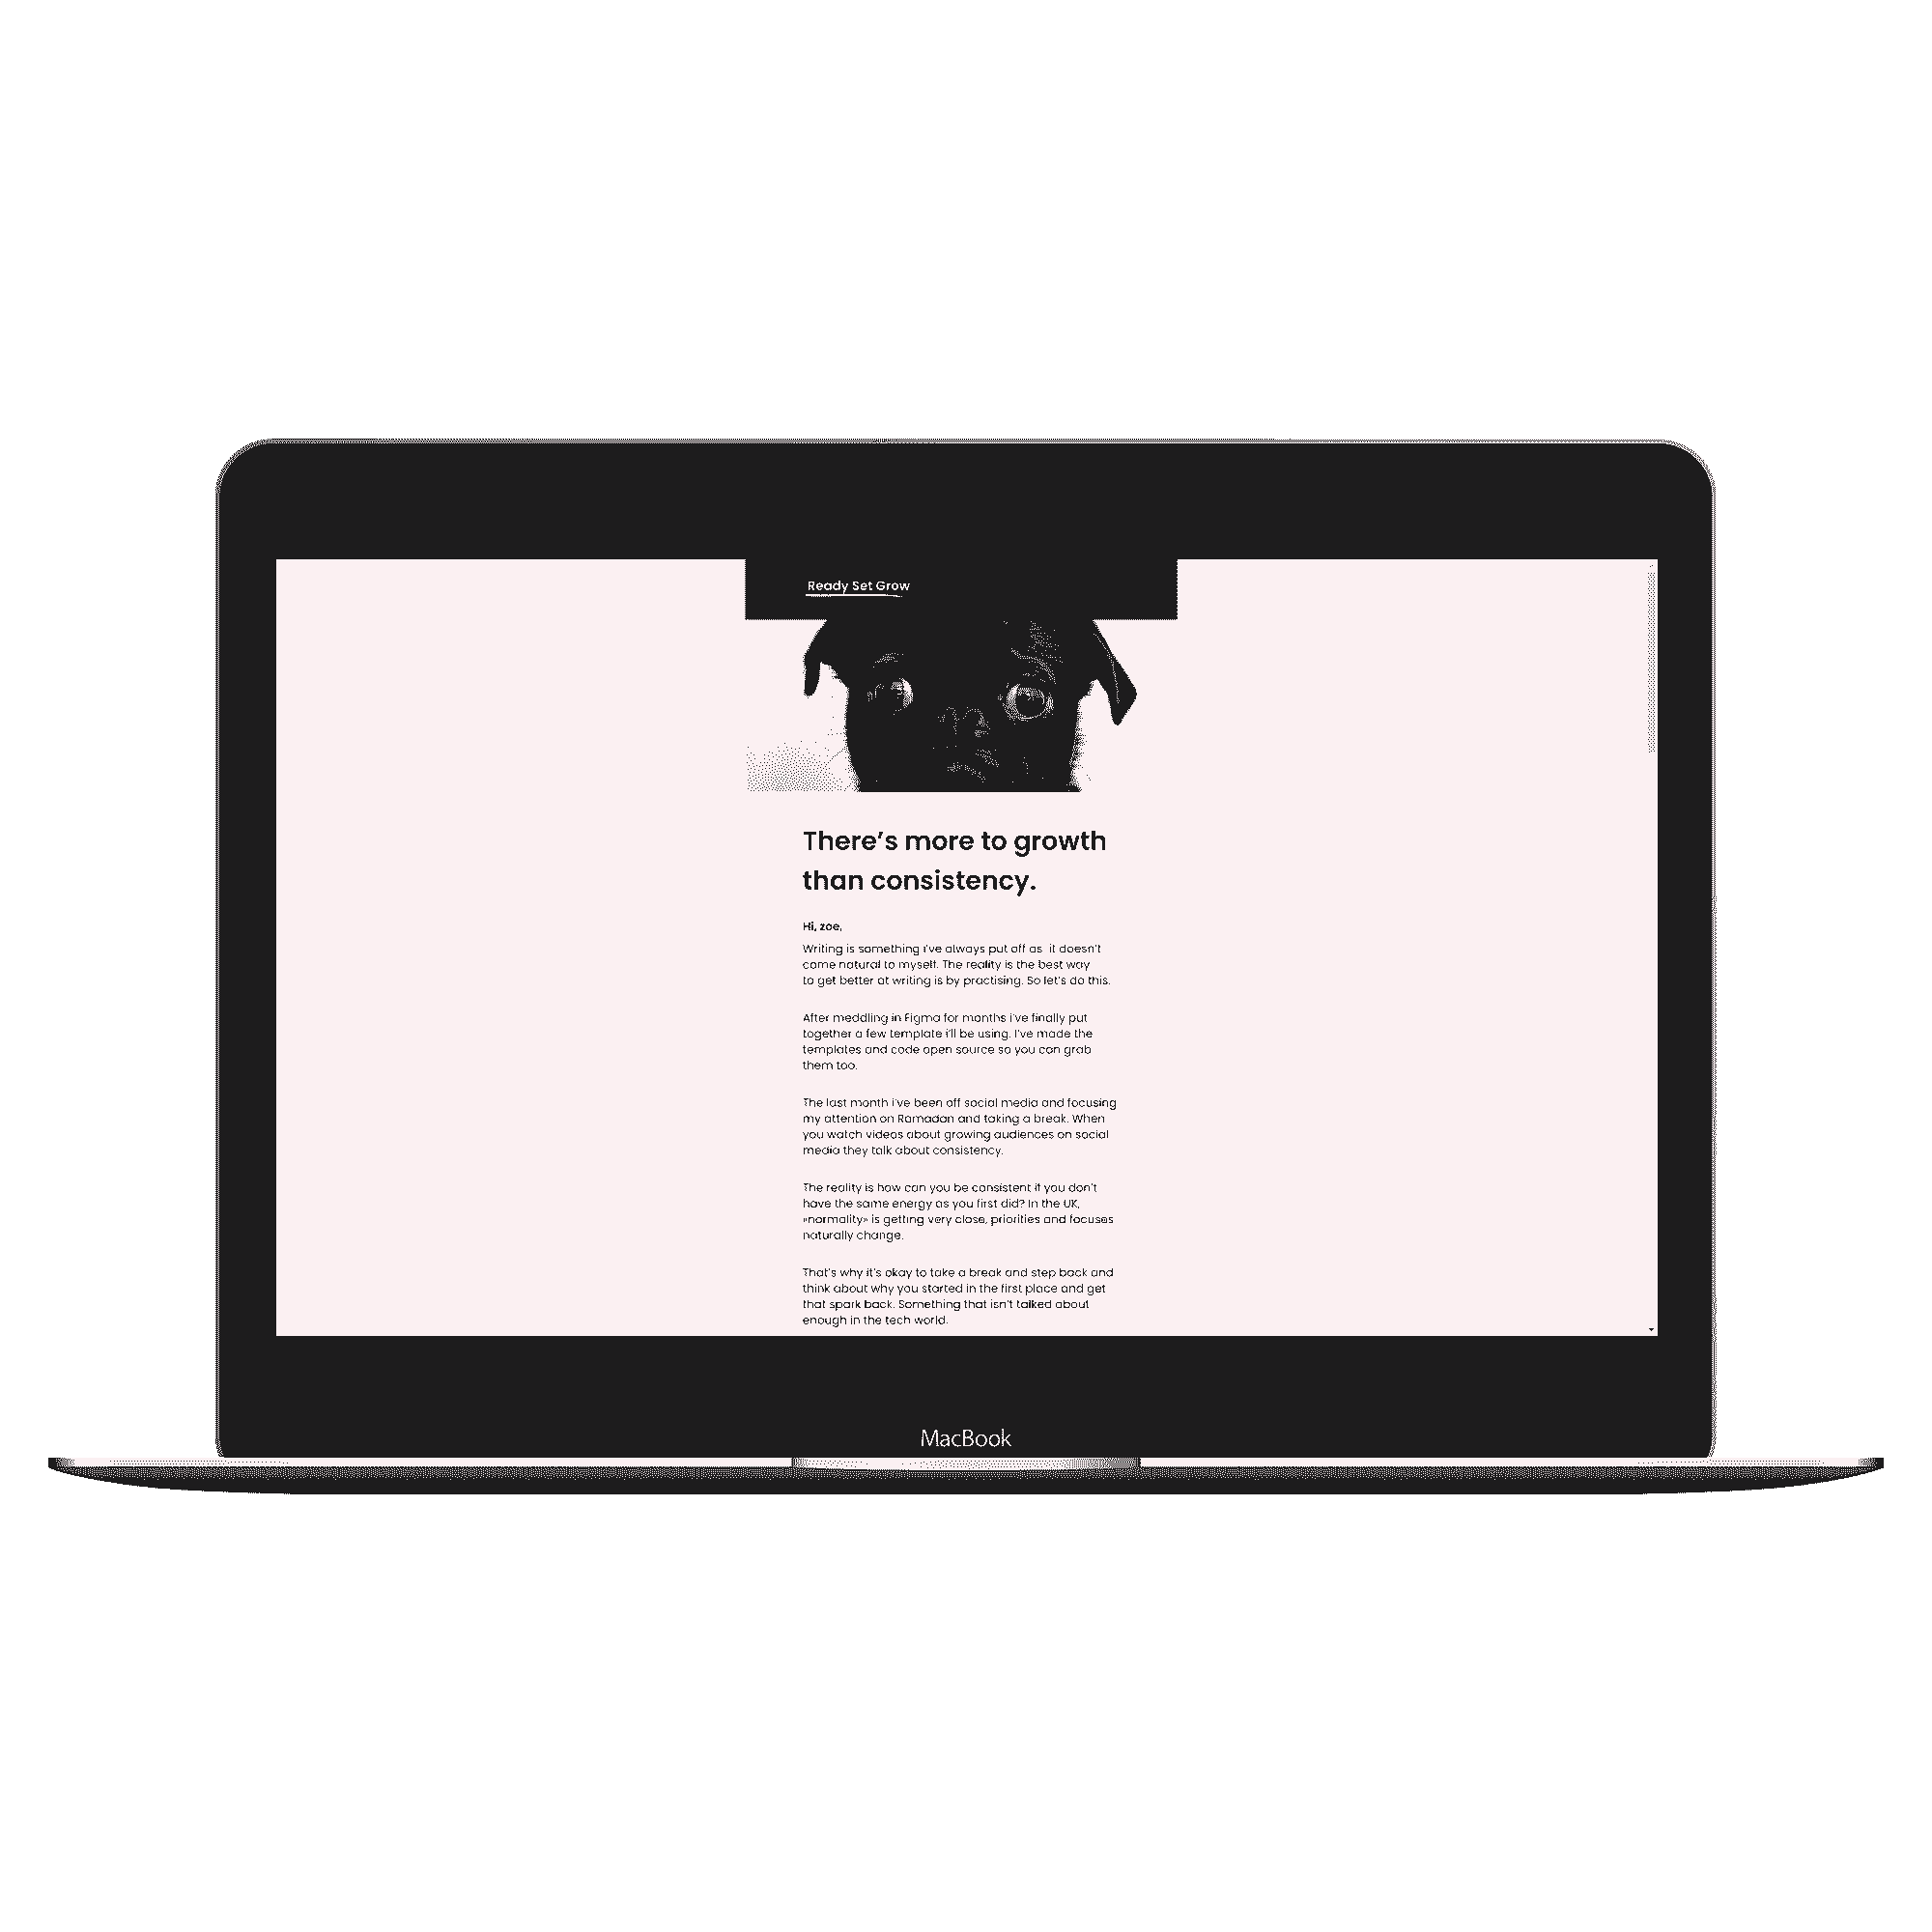 Ready Set Grow
There’s more to growth
than consistency.
Hi, zoe,
Writing is something i've always put off as  it doesn't
come natural to myself. The reality is the best way
to get better at writing is by practising. So let's do this.
After meddling in Figma for months i've finally put
together a few template i'll be using. I've made the
templates and code open source so you can grab
them too.
The last month i've been off social media and focusing
my attention on Ramadan and taking a break. When
you watch videos about growing audiences on social
media they talk about consistency.
The reality is how can you be consistent if you don't
have the same energy as you first did? In the UK,
»normality» is getting very close, priorities and focuses
naturally change.
That's why it's okay to take a break and step back and
think about why you started in the first place and get
that spark back. Something that isn't talked about
enough in the tech world.
MacBook